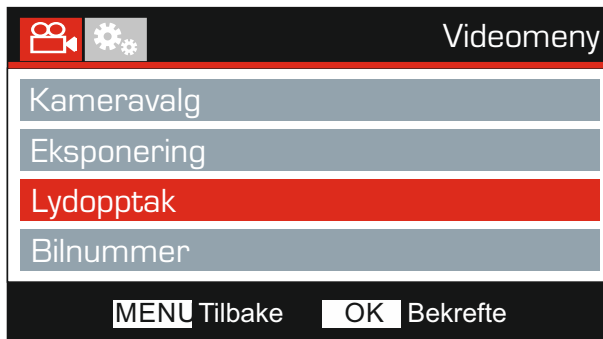 Videomeny
Kameravalg
Eksponering
Lydopptak
Bilnummer
MENU Tilbake OK Bekrefte